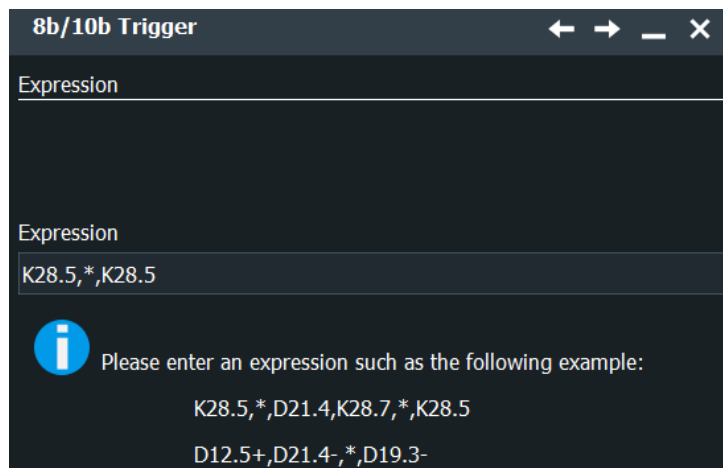 8b/10b Trigger
Expression
Expression
K28.5,*,K28.5
Please enter an expression such as the following example:
K28.5,*,D21.4,K28.7,*,K28.5
D12.5+,D21.4-,*,D19.3-